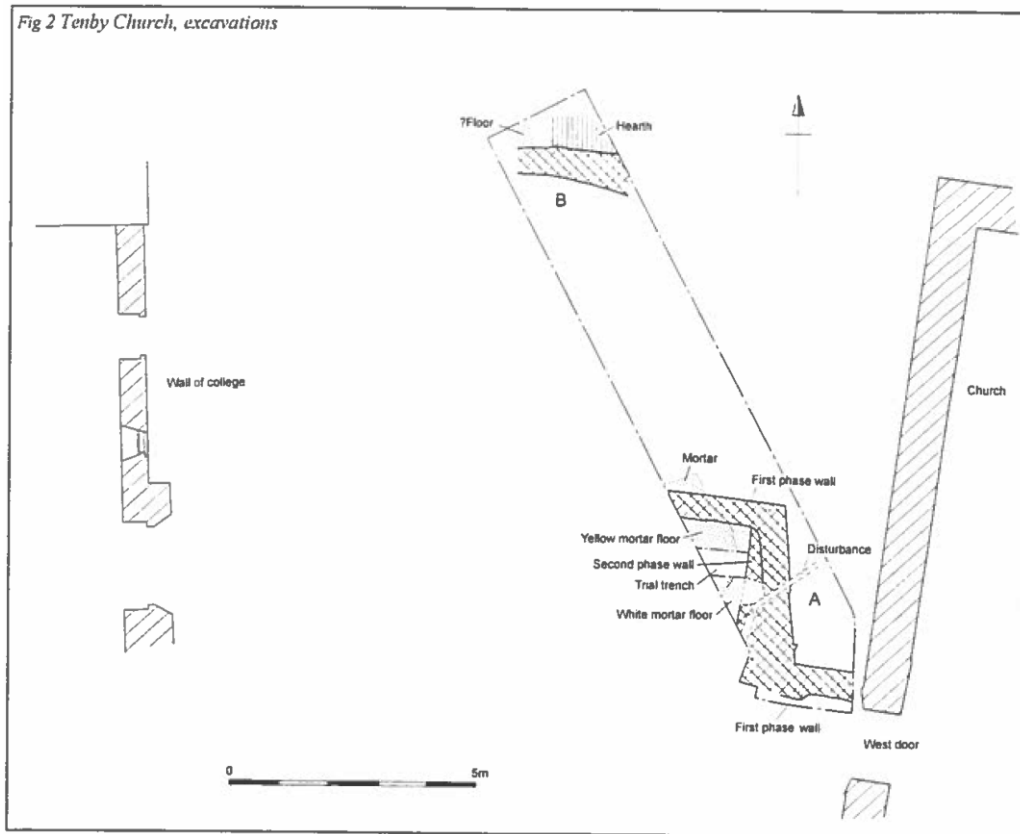 Fig 2 Tenby Church, excavations
?Floor
Hearth
B
Wall of college
Church
Mortar
First phase wall
Yellow mortar floor
Disturbance
Second phase wall
Trial trench
A
White mortar floor
First phase wall
West door
0
5m